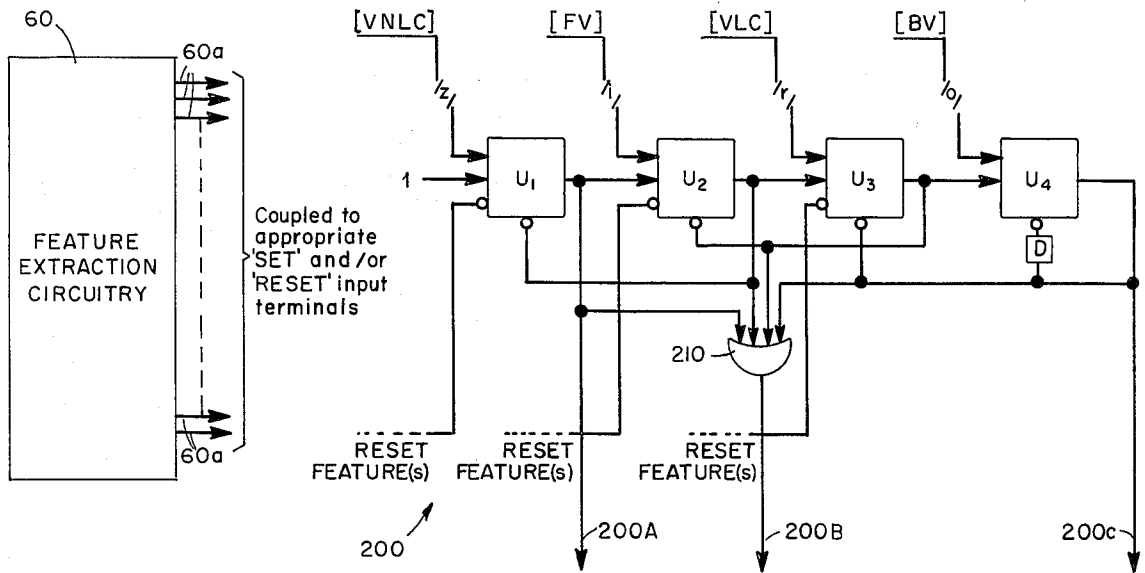 60
60a
FEATURE
EXTRACTION
CIRCUITRY
60a
Coupled to
appropriate
'SET' and/or
'RESET' input
terminals
[VNLC] [FV] [VLC] [BV]
/z/ /i/ /r/ /o/
1
U1 U2 U3 U4
D
210
RESET
FEATURE(s)
RESET
FEATURE(s)
RESET
FEATURE(s)
200
200A 200B 200c